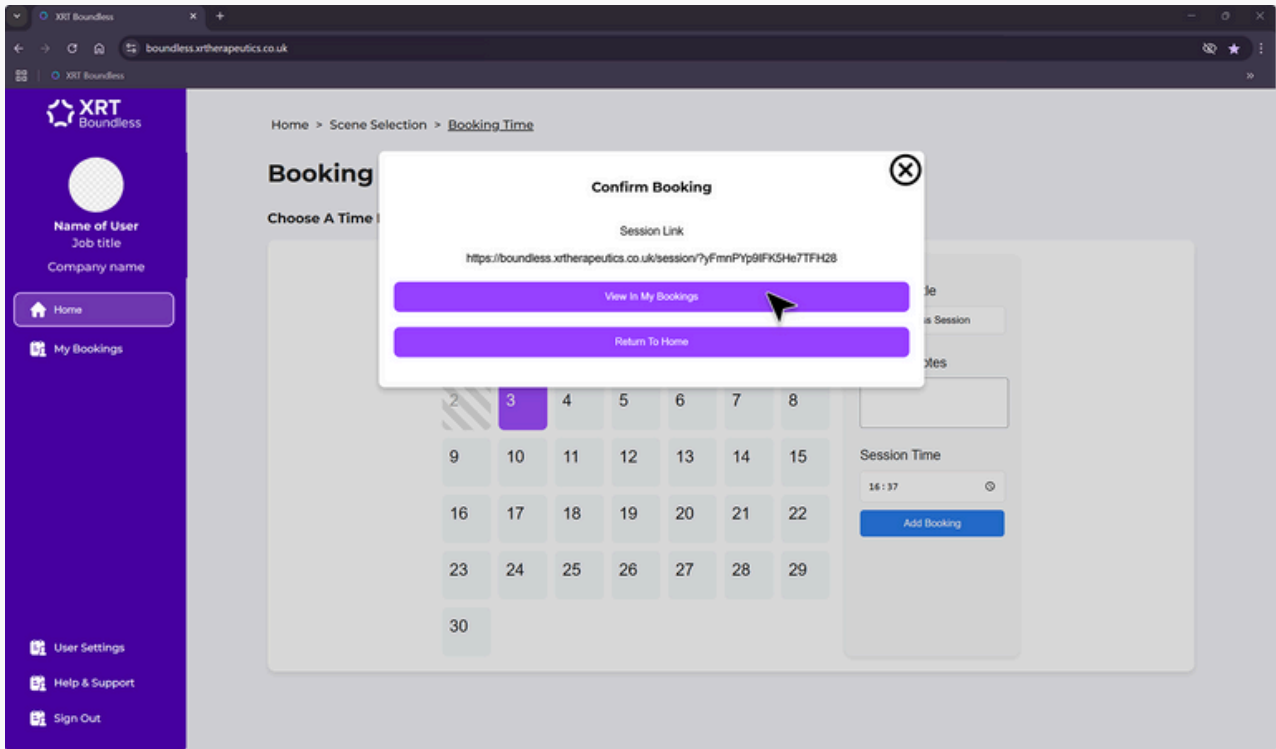 XRT Boundless
boundless.xrtherapeutics.co.uk
XRT Boundless
XRT
Boundless
Name of User
Job title
Company name
Home
My Bookings
User Settings
Help & Support
Sign Out
Home > Scene Selection > Booking Time
Booking
Choose A Time
Confirm Booking
Session Link
https://boundless.xrtherapeutics.co.uk/session/?yFmnPYp9IFK5He7TFH28
View In My Bookings
Return To Home
Session
2 3 4 5 6 7 8
9 10 11 12 13 14 15
16 17 18 19 20 21 22
23 24 25 26 27 28 29
30
Session Time
16:37
Add Booking